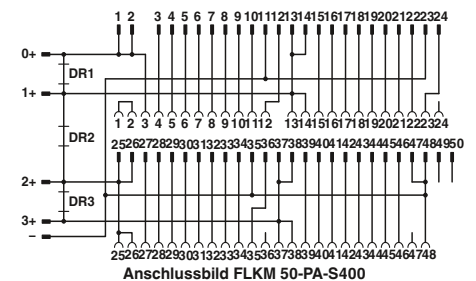 1 2 3 4 5 6 7 8 9 10 11 12 13 14 15 16 17 18 19 20 21 22 23 24
0+
DR1
1+
1 2 3 4 5 6 7 8 9 10 11 12 13 14 15 16 17 18 19 20 21 22 23 24
DR2
25 26 27 28 29 30 31 32 33 34 35 36 37 38 39 40 41 42 43 44 45 46 47 48 49 50
2+
DR3
3+
–
25 26 27 28 29 30 31 32 33 34 35 36 37 38 39 40 41 42 43 44 45 46 47 48
Anschlussbild FLKM 50-PA-S400